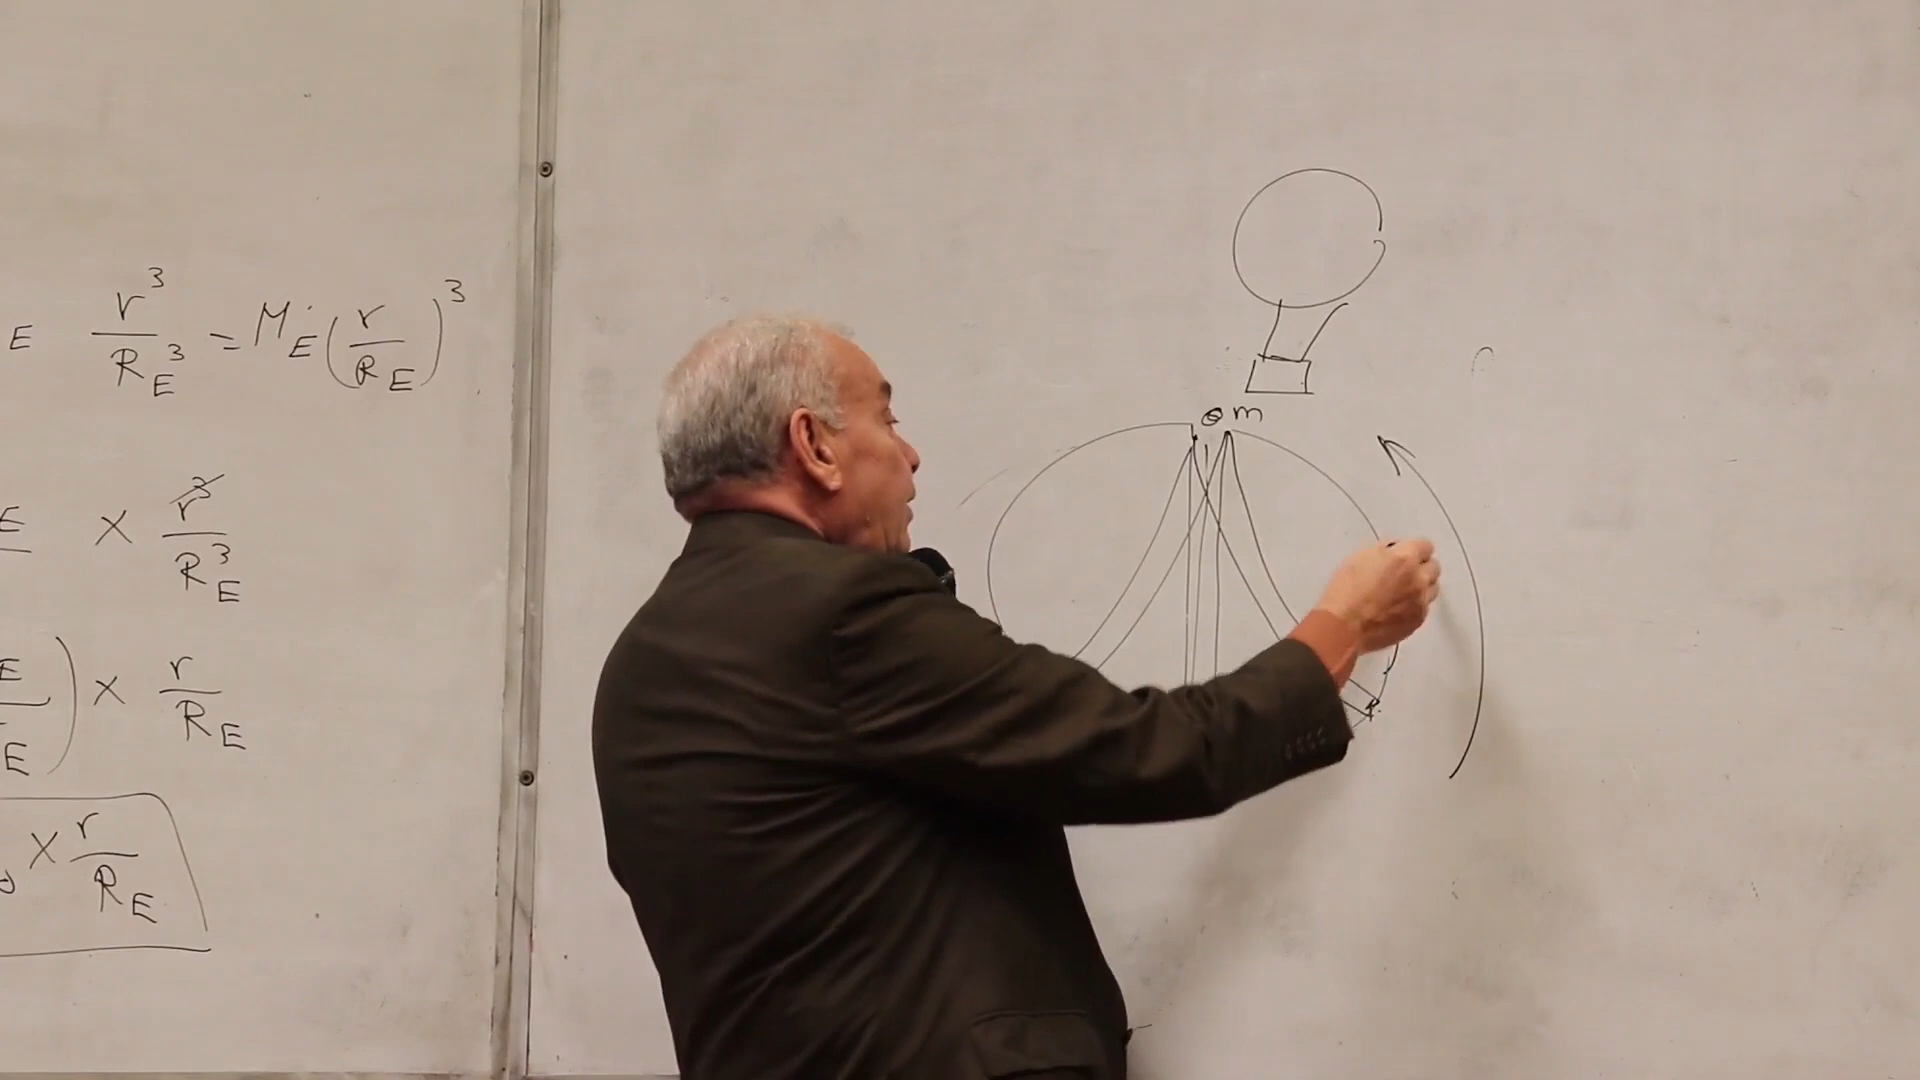 E r³/R_E³ = M_E (r/R_E)³
E × r³/R_E³
E/E) × r/R_E
× r/R_E
m